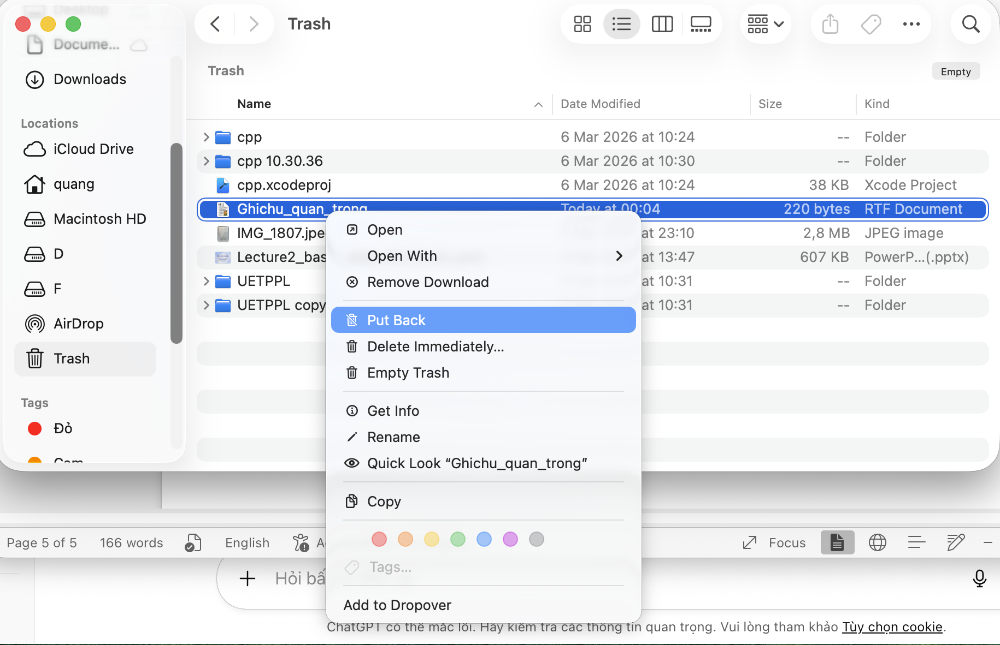 Desktop
Trash
Docume...
Trash
Empty
Downloads
Name
Date Modified
Size
Kind
Locations
cpp
6 Mar 2026 at 10:24
--
Folder
iCloud Drive
cpp 10.30.36
6 Mar 2026 at 10:30
--
Folder
quang
cpp.xcodeproj
6 Mar 2026 at 10:24
38 KB
Xcode Project
Macintosh HD
Ghichu_quan_trong
Today at 00:04
220 bytes
RTF Document
Open
IMG_1807.jpe
at 23:10
2,8 MB
JPEG image
D
Open With
Lecture2_bas
at 13:47
607 KB
PowerP...(.pptx)
F
Remove Download
UETPPL
at 10:31
--
Folder
UETPPL copy
at 10:31
--
Folder
AirDrop
Put Back
Trash
Delete Immediately...
Empty Trash
Tags
Get Info
Đỏ
Rename
Cam
Quick Look “Ghichu_quan_trong”
Copy
Page 5 of 5
166 words
English
Focus
Tags...
Hỏi bấ
Add to Dropover
ChatGPT có thể mắc lỗi. Hãy kiểm tra các thông tin quan trọng. Vui lòng tham khảo Tùy chọn cookie.